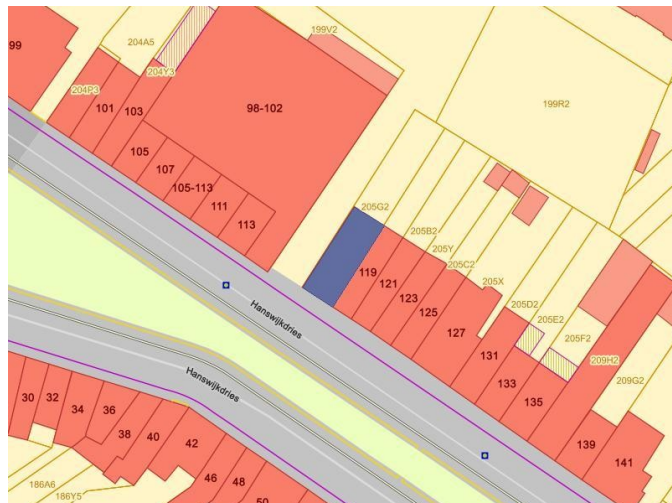 199V2
204A5
99
204Y3
204P3
101
103
98-102
199R2
105
107
105-113
111
113
205G2
205B2
205Y
205C2
205X
119
121
123
125
127
Hanswijkdries
205D2
205E2
205F2
209H2
131
133
135
209G2
Hanswijkdries
30
32
34
36
38
40
42
139
141
46
48
50
186A6
186Y5